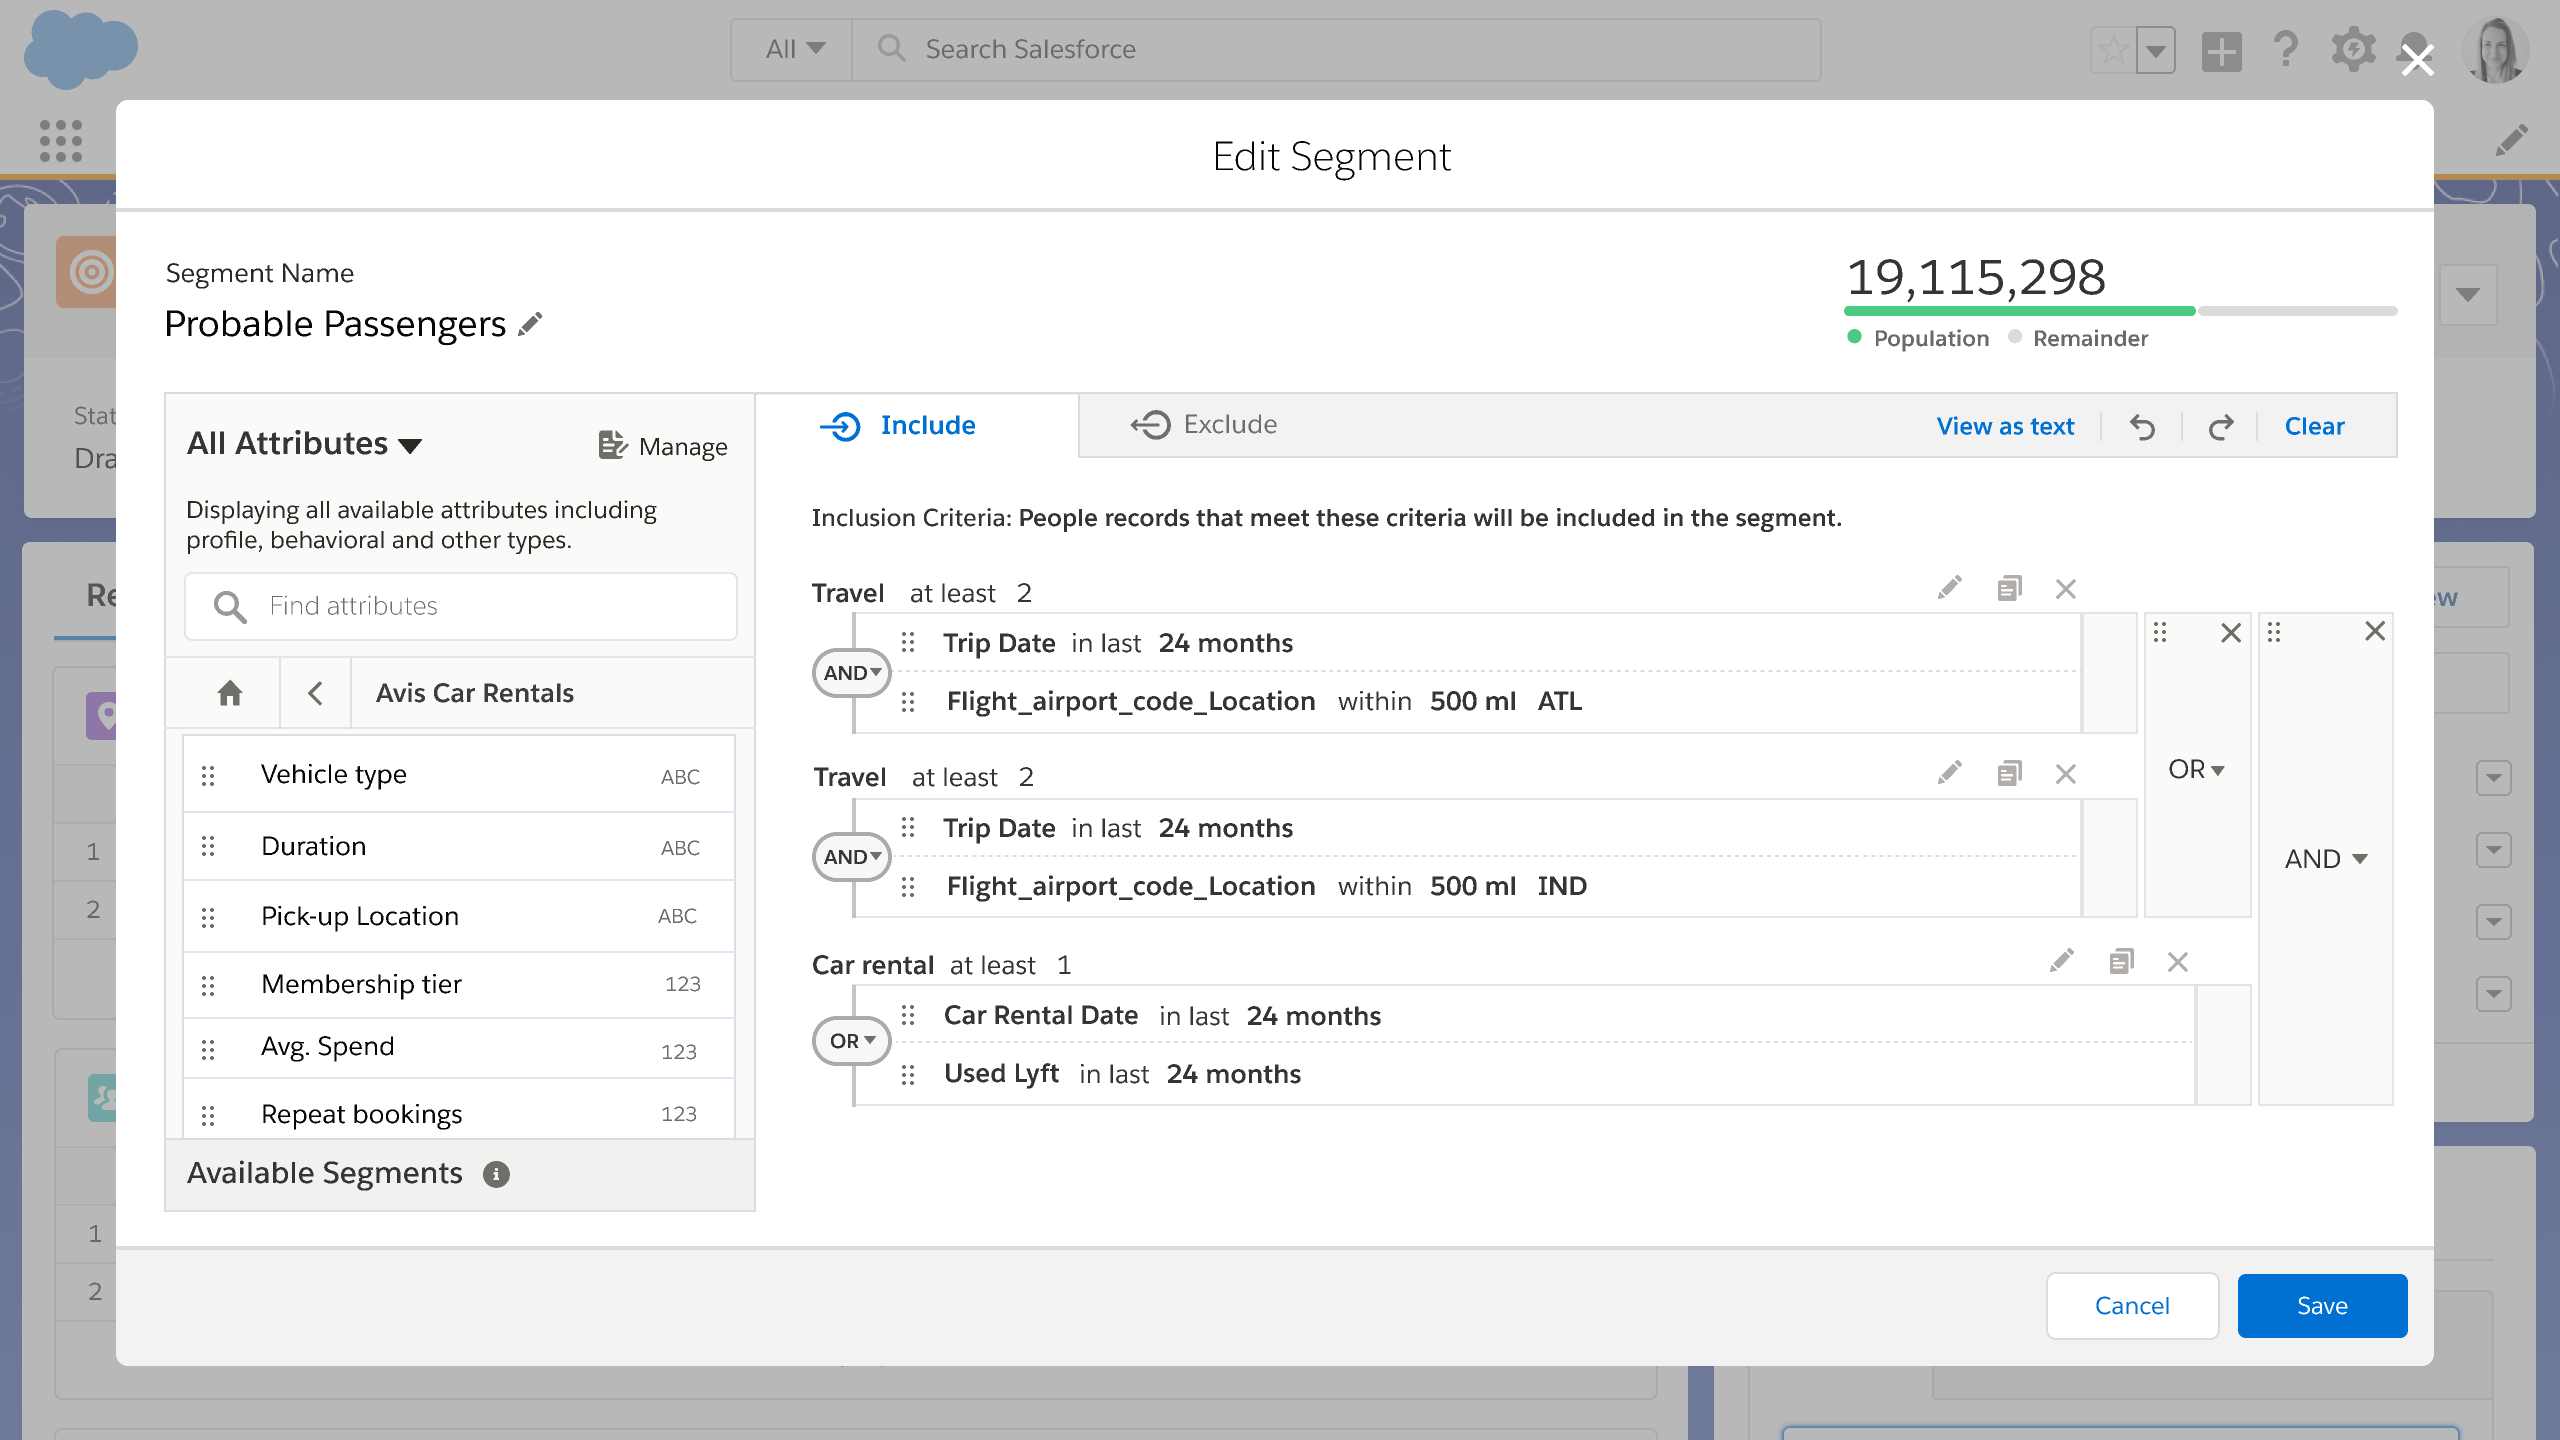 All
Search Salesforce
Edit Segment
Segment Name
Probable Passengers
19,115,298
Population Remainder
All Attributes
Manage
Displaying all available attributes including
profile, behavioral and other types.
Find attributes
Avis Car Rentals
Vehicle type ABC
Duration ABC
Pick-up Location ABC
Membership tier 123
Avg. Spend 123
Repeat bookings 123
Available Segments
Include
Exclude
View as text
Clear
Inclusion Criteria: People records that meet these criteria will be included in the segment.
Travel at least 2
AND
Trip Date in last 24 months
Flight_airport_code_Location within 500 ml ATL
Travel at least 2
AND
Trip Date in last 24 months
Flight_airport_code_Location within 500 ml IND
OR
AND
Car rental at least 1
OR
Car Rental Date in last 24 months
Used Lyft in last 24 months
Cancel
Save
1
2
1
2